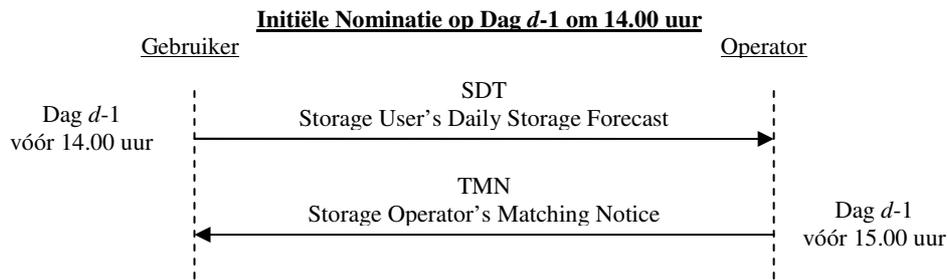 Initiële Nominatie op Dag d-1 om 14.00 uur
Gebruiker
Operator
SDT
Storage User's Daily Storage Forecast
Dag d-1
vóór 14.00 uur
TMN
Storage Operator's Matching Notice
Dag d-1
vóór 15.00 uur